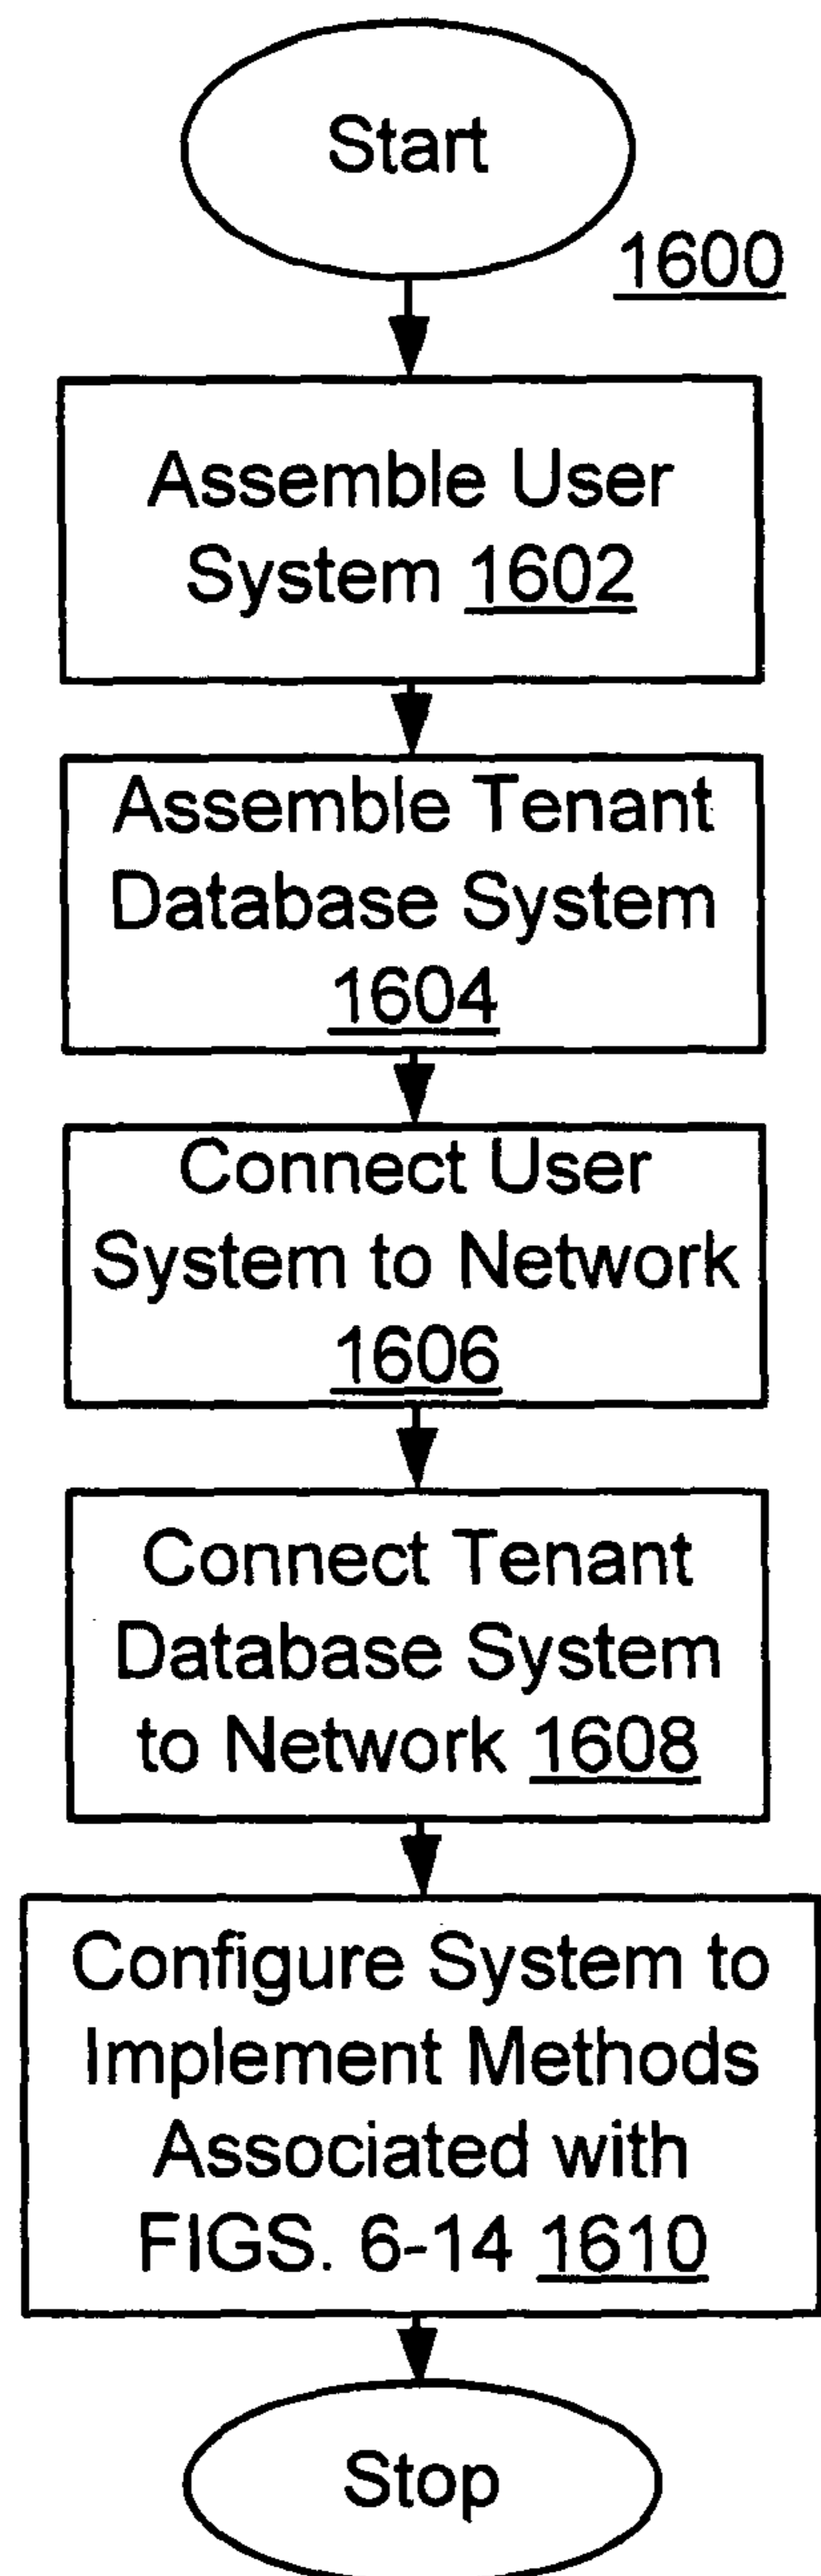 Start
1600
Assemble User
System 1602
Assemble Tenant
Database System
1604
Connect User
System to Network
1606
Connect Tenant
Database System
to Network 1608
Configure System to
Implement Methods
Associated with
FIGS. 6-14 1610
Stop